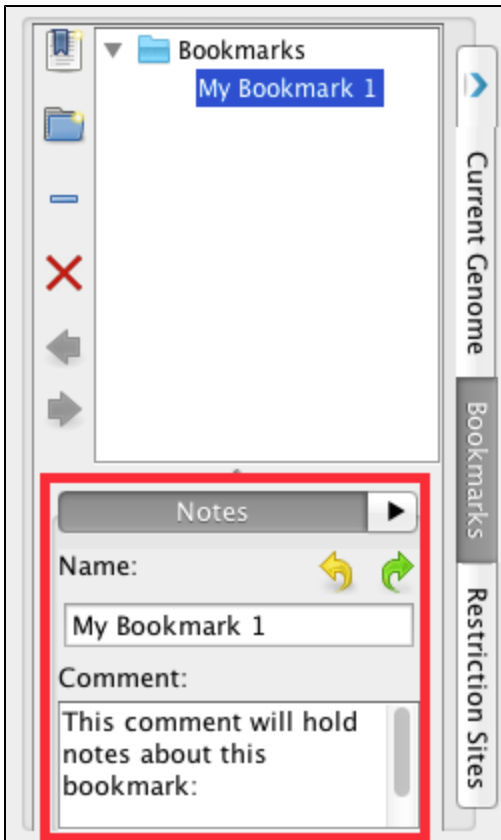 Bookmarks
My Bookmark 1
Current Genome
Bookmarks
Restriction Sites
Notes
Name:
My Bookmark 1
Comment:
This comment will hold
notes about this
bookmark: